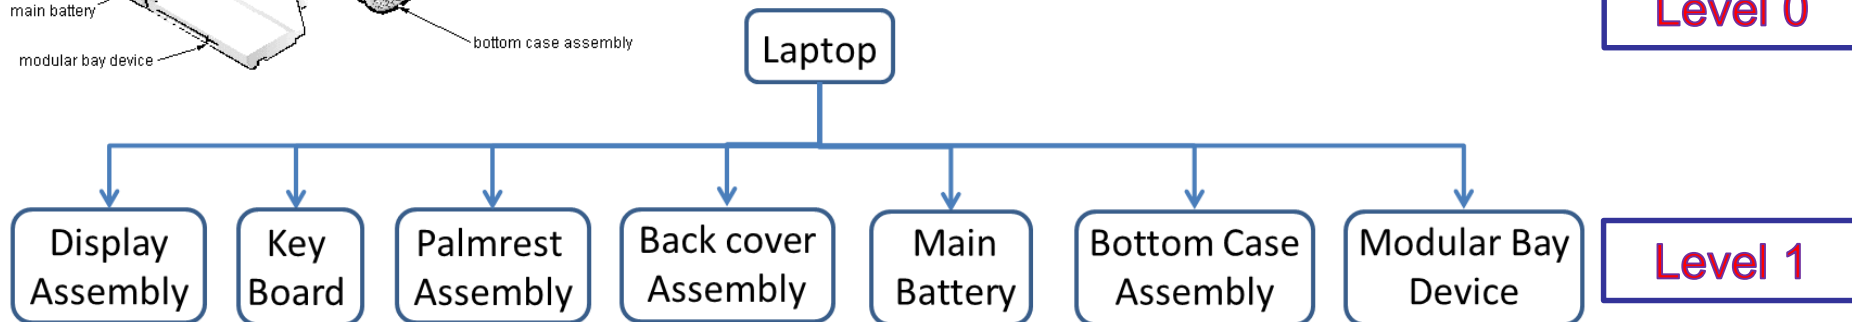 main battery
Level 0
bottom case assembly
Laptop
modular bay device
Display
Assembly
Key
Board
Palmrest
Assembly
Back cover
Assembly
Main
Battery
Bottom Case
Assembly
Modular Bay
Device
Level 1